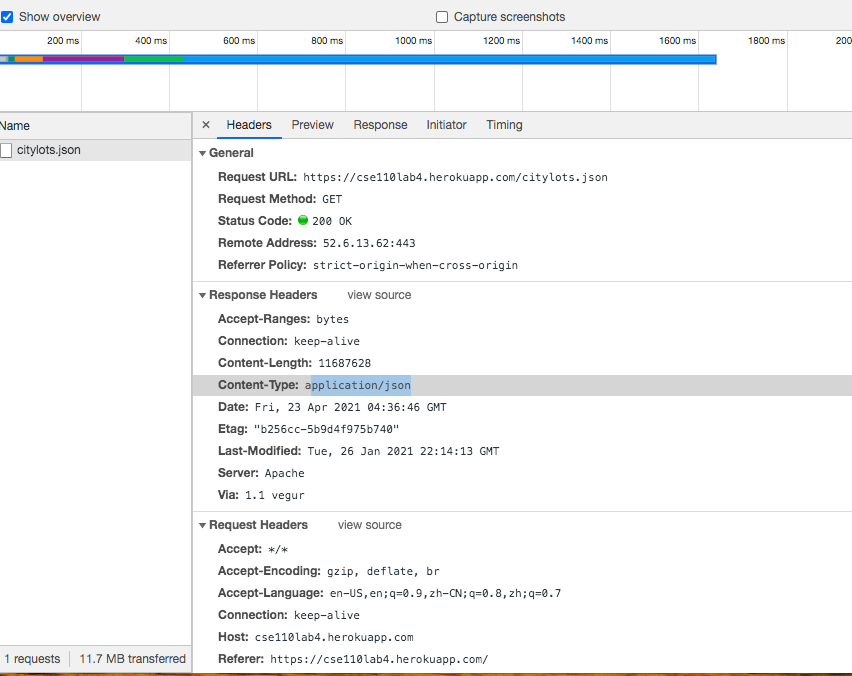 Show overview
Capture screenshots
200 ms 400 ms 600 ms 800 ms 1000 ms 1200 ms 1400 ms 1600 ms 1800 ms 200
Name
citylots.json
× Headers Preview Response Initiator Timing
General
Request URL: https://cse110lab4.herokuapp.com/citylots.json
Request Method: GET
Status Code: 200 OK
Remote Address: 52.6.13.62:443
Referrer Policy: strict-origin-when-cross-origin
Response Headers view source
Accept-Ranges: bytes
Connection: keep-alive
Content-Length: 11687628
Content-Type: application/json
Date: Fri, 23 Apr 2021 04:36:46 GMT
Etag: "b256cc-5b9d4f975b740"
Last-Modified: Tue, 26 Jan 2021 22:14:13 GMT
Server: Apache
Via: 1.1 vegur
Request Headers view source
Accept: */*
Accept-Encoding: gzip, deflate, br
Accept-Language: en-US,en;q=0.9,zh-CN;q=0.8,zh;q=0.7
Connection: keep-alive
Host: cse110lab4.herokuapp.com
Referer: https://cse110lab4.herokuapp.com/
1 requests 11.7 MB transferred